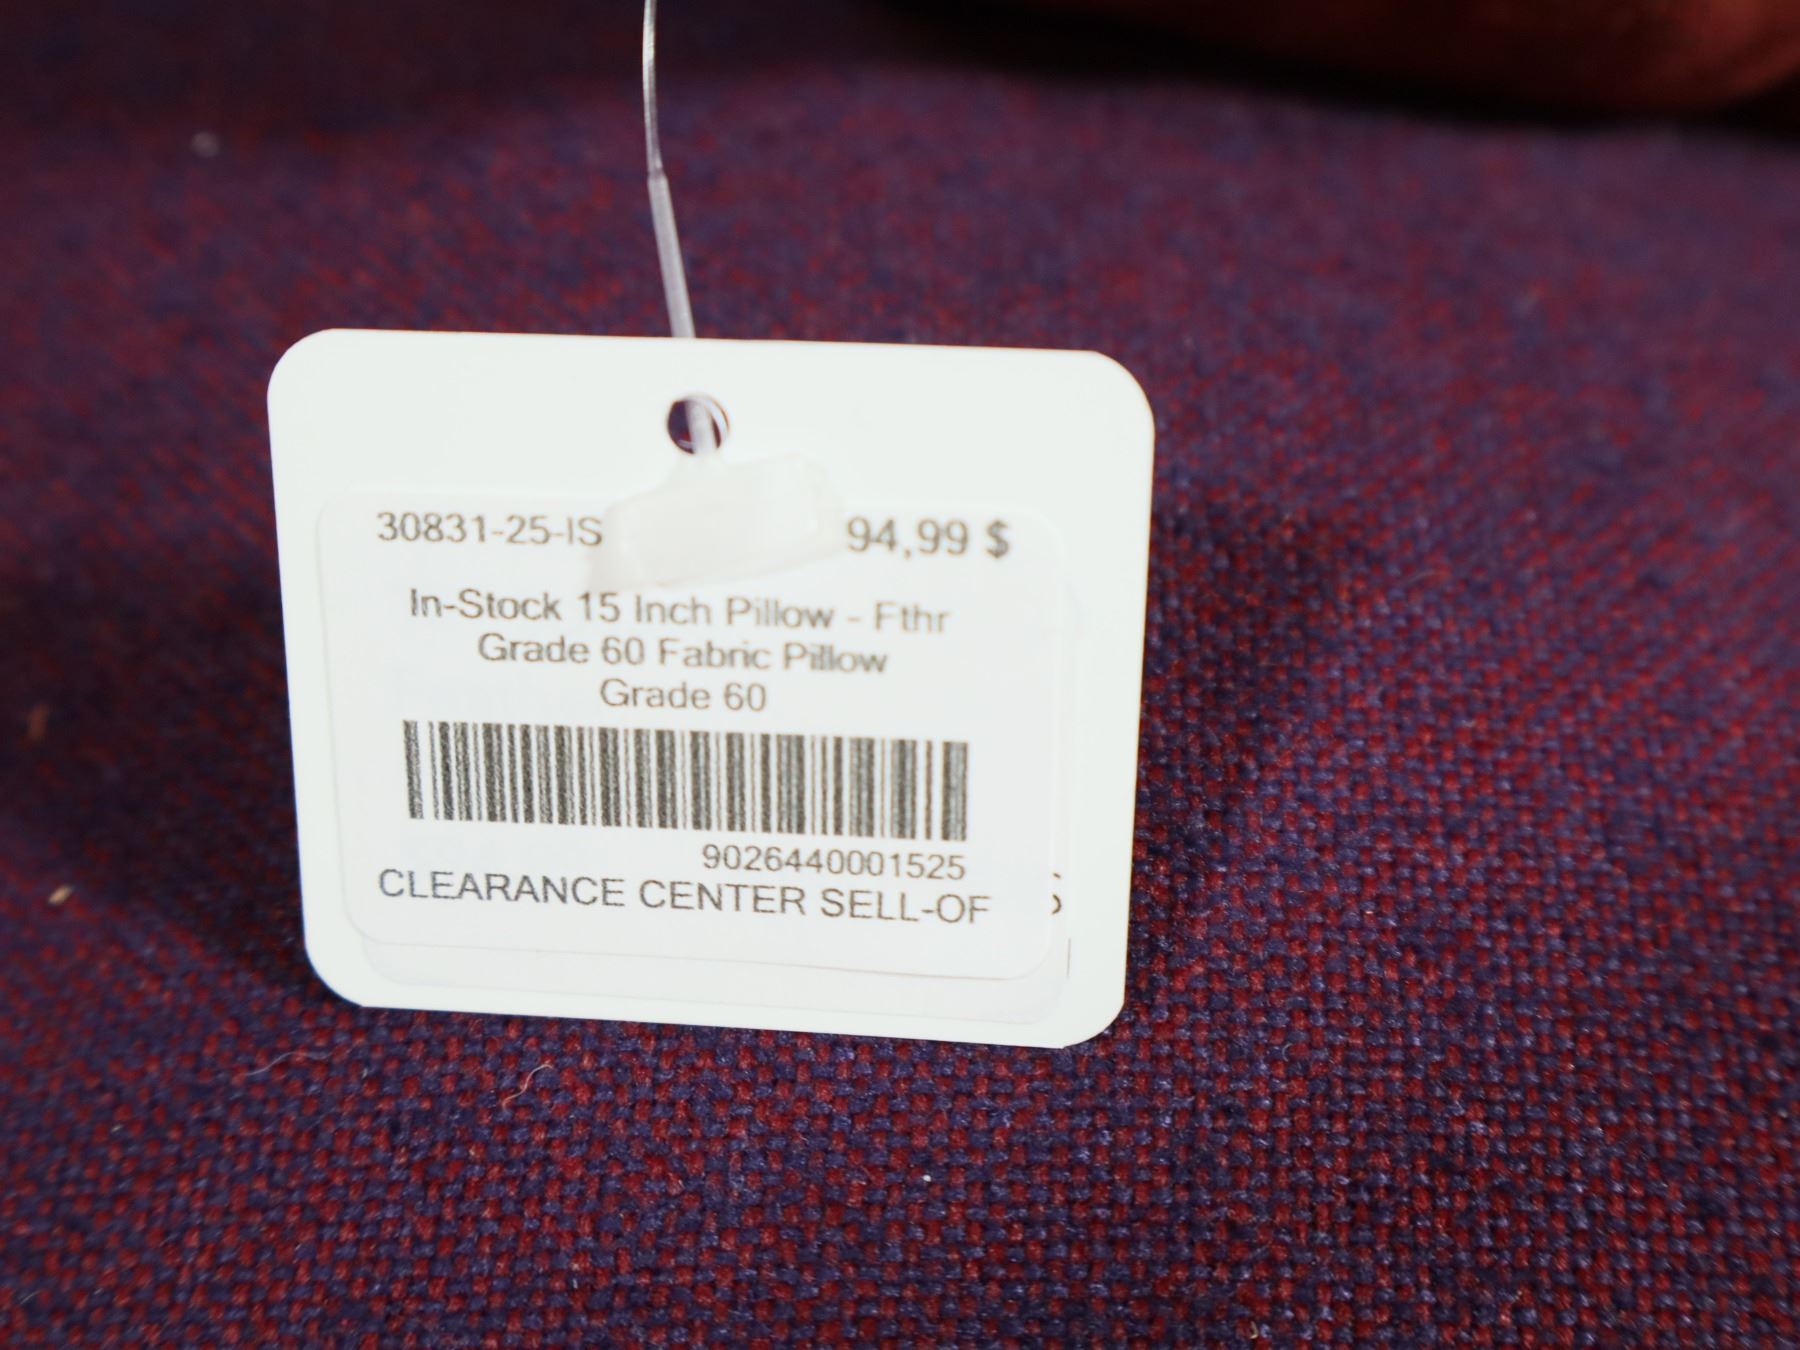 30831-25-IS 94,99 $
In-Stock 15 Inch Pillow - Fthr
Grade 60 Fabric Pillow
Grade 60
9026440001525
CLEARANCE CENTER SELL-OF